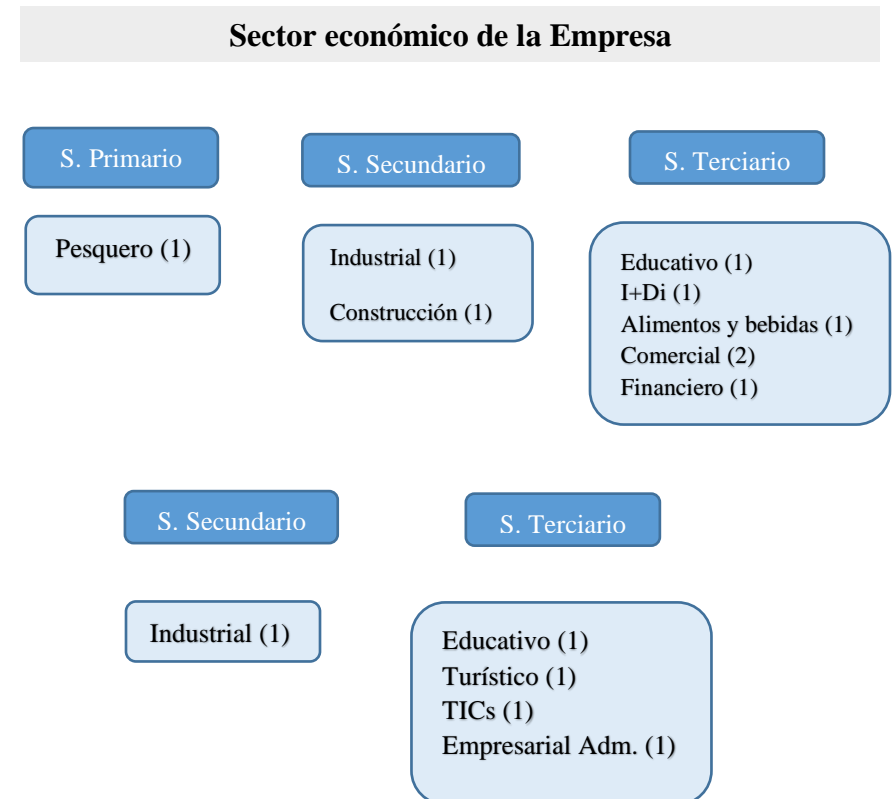 Sector económico de la Empresa
S. Primario
Pesquero (1)
S. Secundario
Industrial (1)
Construcción (1)
S. Terciario
Educativo (1)
I+Di (1)
Alimentos y bebidas (1)
Comercial (2)
Financiero (1)
S. Secundario
Industrial (1)
S. Terciario
Educativo (1)
Turístico (1)
TICs (1)
Empresarial Adm. (1)